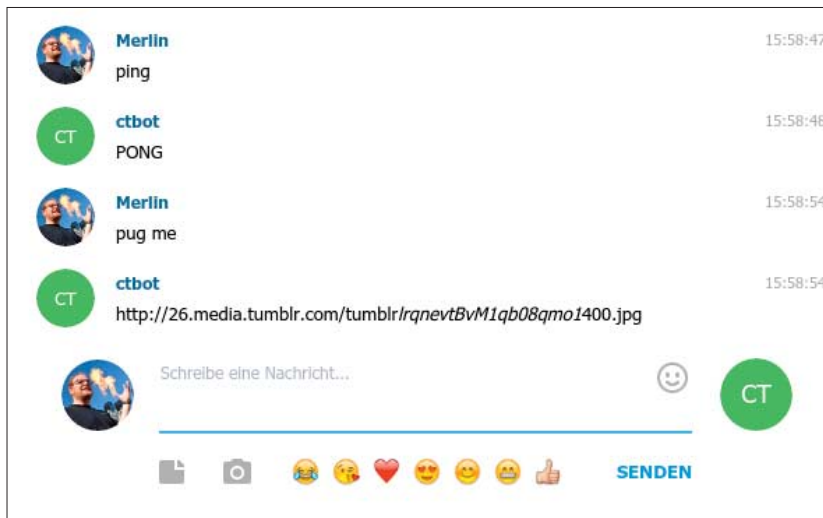 Merlin 15:58:47
ping
CT
ctbot 15:58:48
PONG
Merlin 15:58:54
pug me
CT
ctbot 15:58:54
http://26.media.tumblr.com/tumblrlrqnevtBvM1qb08qmo1400.jpg
Schreibe eine Nachricht...
CT
SENDEN